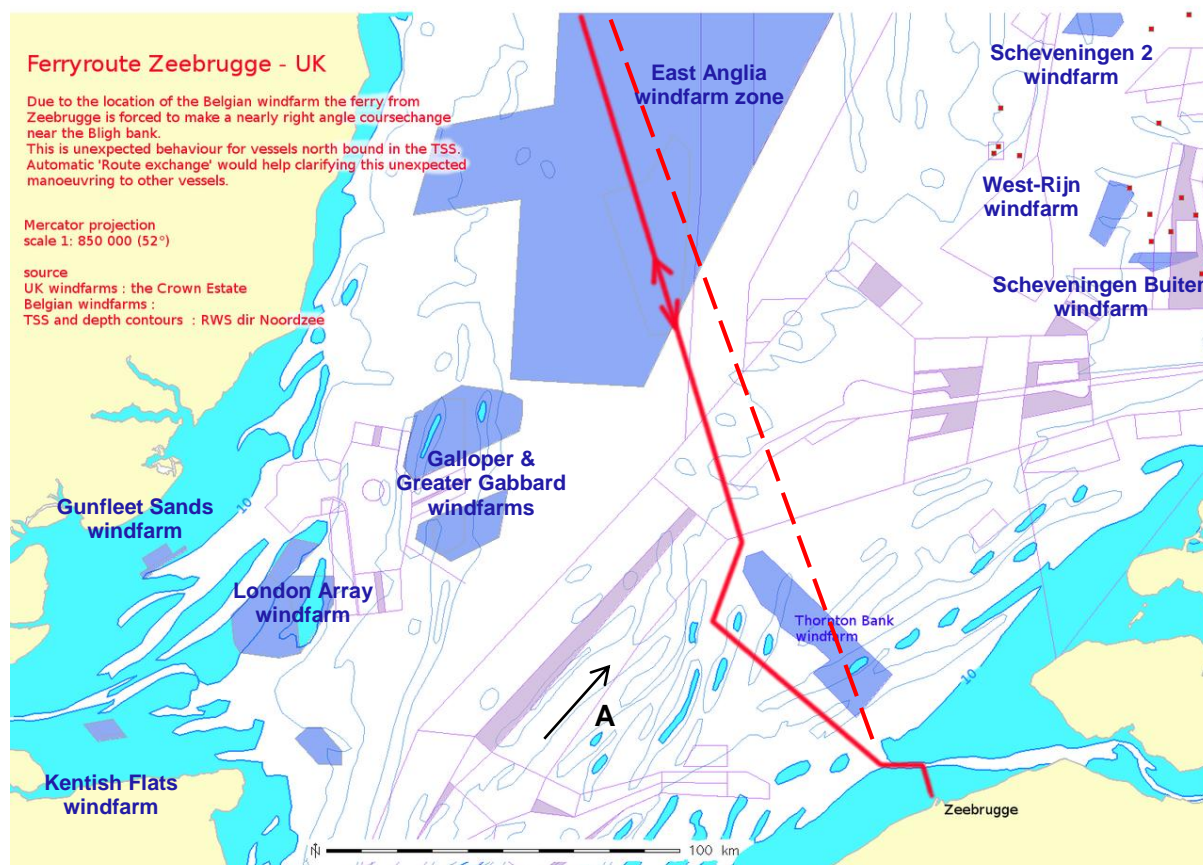 Ferryroute Zeebrugge - UK
Due to the location of the Belgian windfarm the ferry from
Zeebrugge is forced to make a nearly right angle coursechange
near the Bligh bank.
This is unexpected behaviour for vessels north bound in the TSS.
Automatic 'Route exchange' would help clarifying this unexpected
manoeuvring to other vessels.
Mercator projection
scale 1: 850 000 (52°)
source
UK windfarms : the Crown Estate
Belgian windfarms :
TSS and depth contours : RWS dir Noordzee
East Anglia
windfarm zone
Scheveningen 2
windfarm
West-Rijn
windfarm
Scheveningen Buiten
windfarm
Galloper &
Greater Gabbard
windfarms
Gunfleet Sands
windfarm
10
London Array
windfarm
Thornton Bank
windfarm
10
A
Kentish Flats
windfarm
Zeebrugge
N
100 km